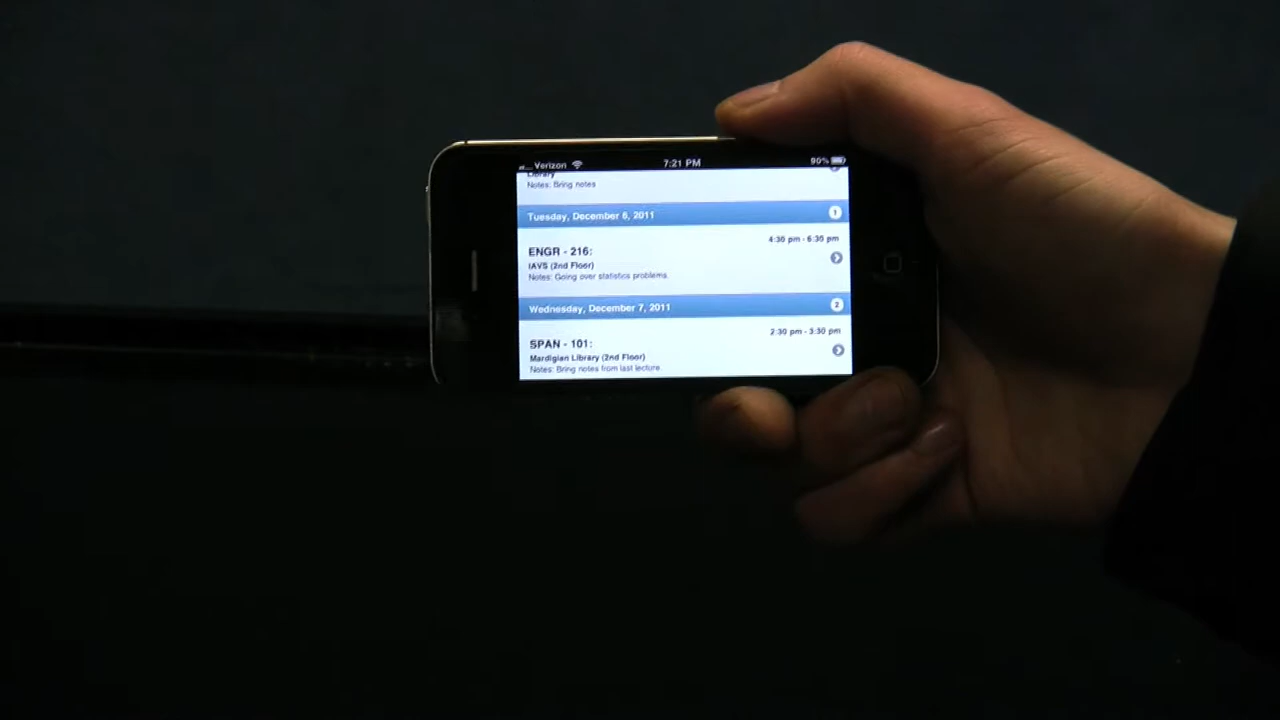 Verizon 7:21 PM 90%
Library
Notes: Bring notes
Tuesday, December 6, 2011 1
4:30 pm - 6:30 pm
ENGR - 216:
IAVS (2nd Floor)
Notes: Going over statistics problems.
Wednesday, December 7, 2011 2
2:30 pm - 3:30 pm
SPAN - 101:
Mardigian Library (2nd Floor)
Notes: Bring notes from last lecture.